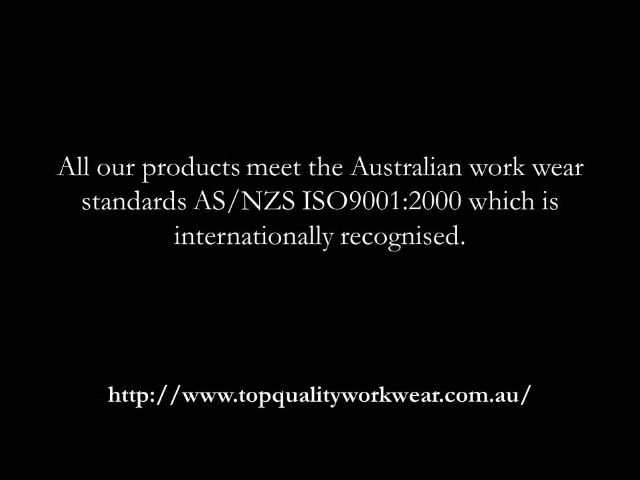 All our products meet the Australian work wear
standards AS/NZS ISO9001:2000 which is
internationally recognised.
http://www.topqualityworkwear.com.au/